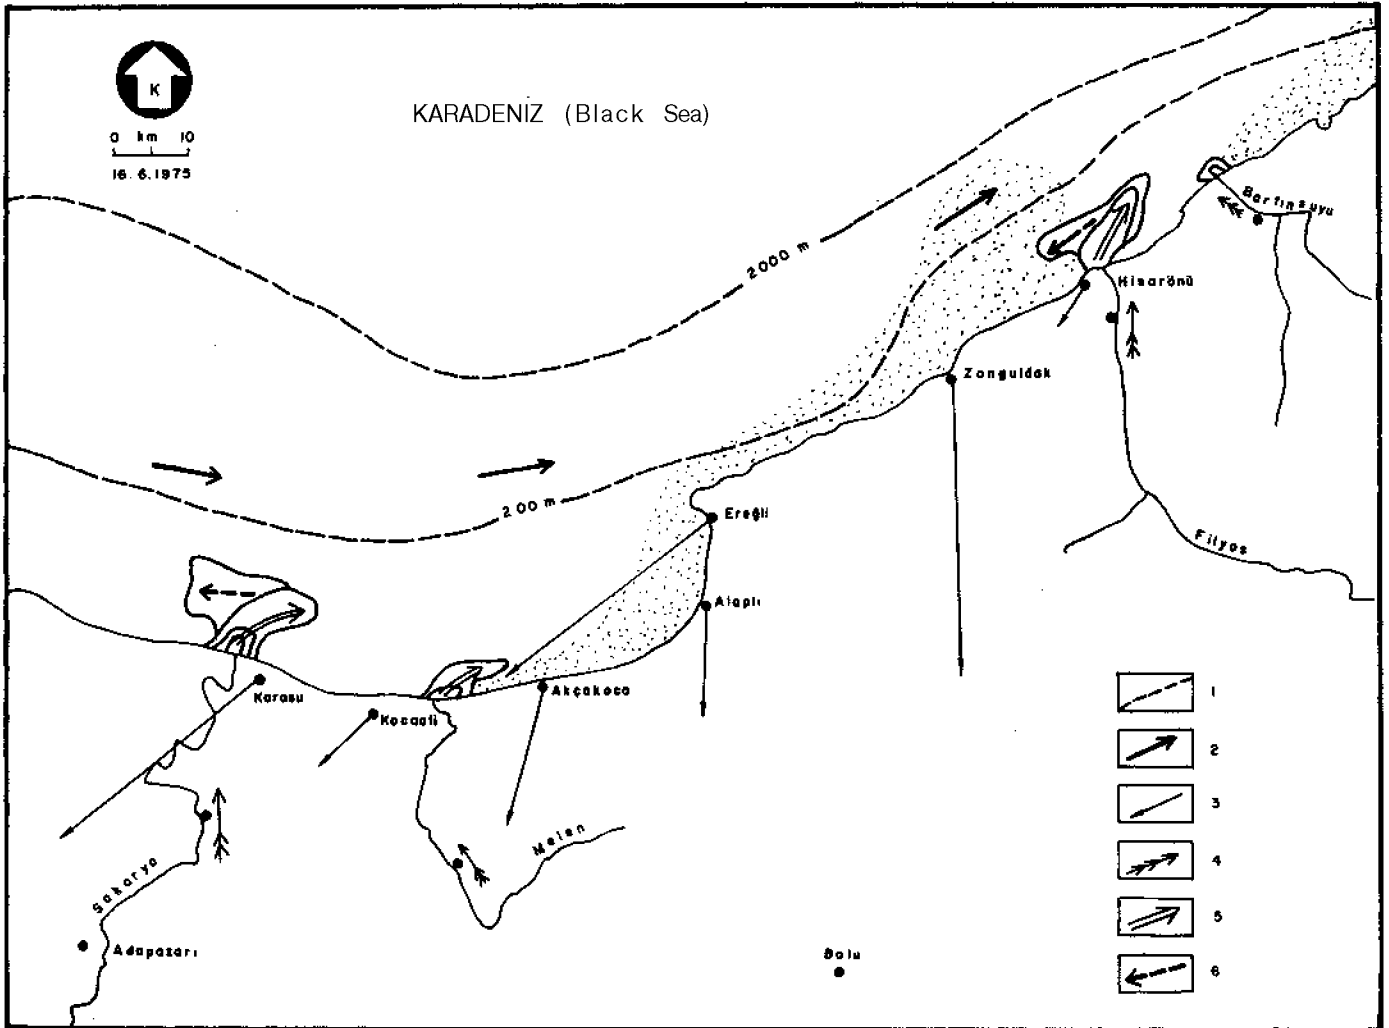 K
KARADENİZ (Black Sea)
0 km 10
16.6.1975
Bartınsuyu
2000 m
Hisarönü
Zonguldak
200 m
Ereğli
Filyos
Alaplı
Karasu
Akçakoca
Kocaali
1
2
3
4
5
6
Melen
Sakarya
Adapazarı
Bolu